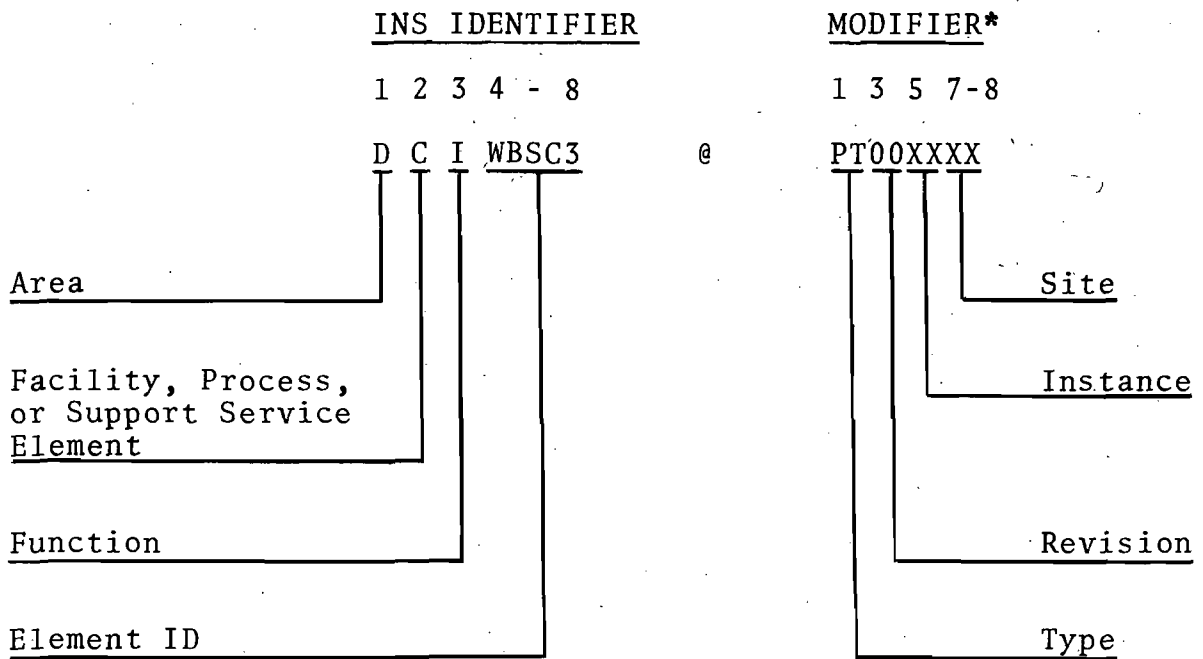 INS IDENTIFIER MODIFIER*
1 2 3 4 - 8 1 3 5 7-8
D C I WBSC3 @ PT00XXXX
Area Site
Facility, Process,
or Support Service
Element
Instance
Function Revision
Element ID Type